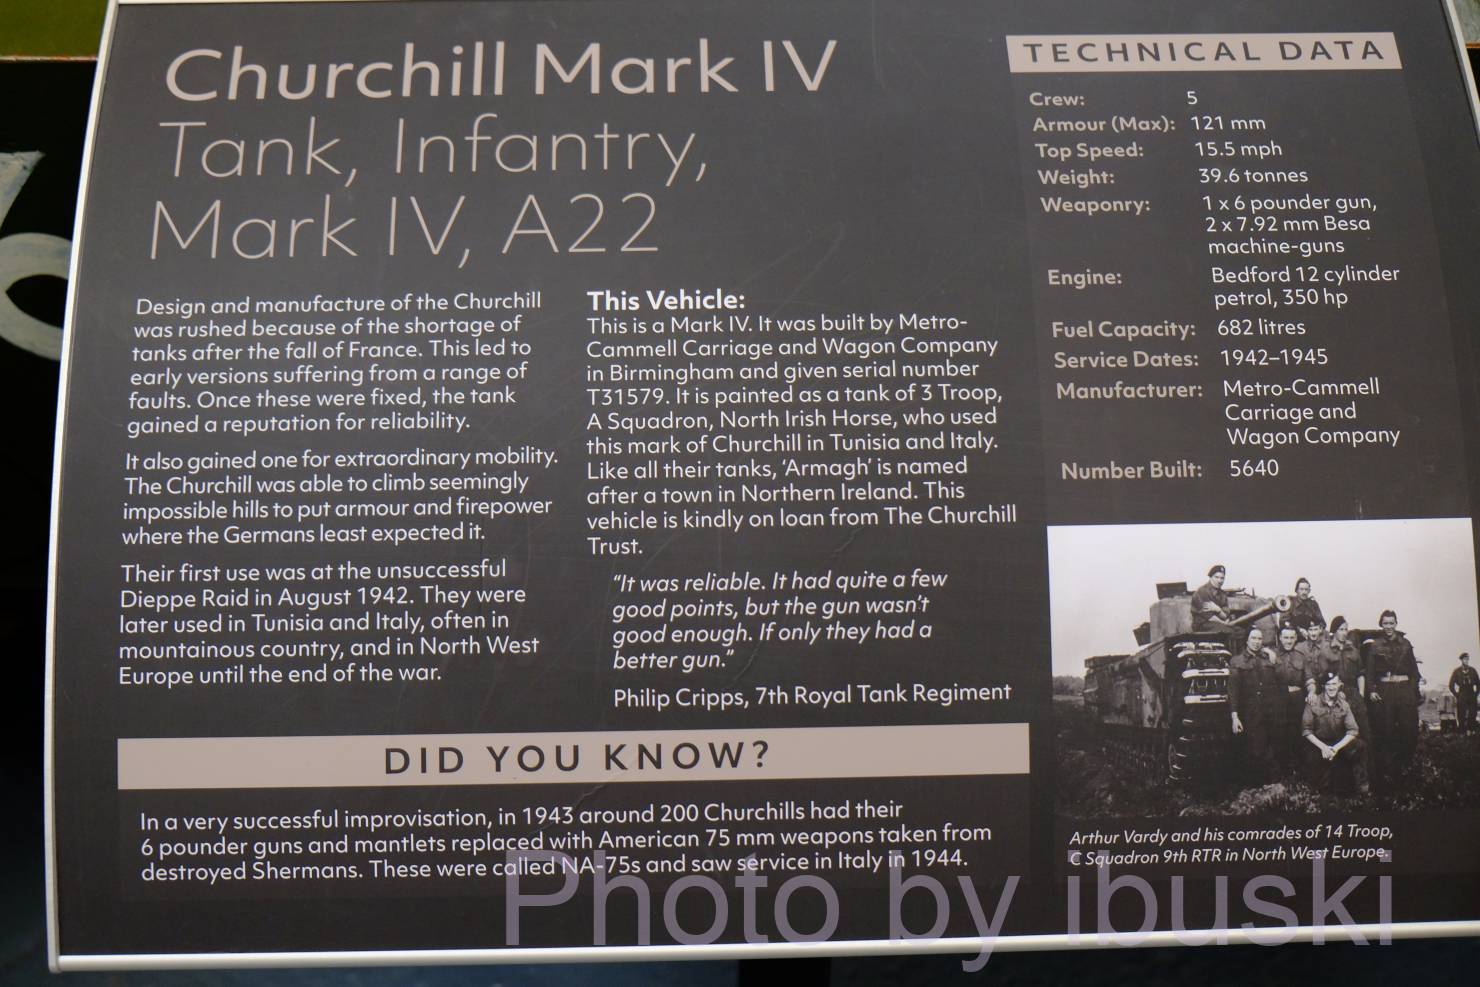 Churchill Mark IV
Tank, Infantry,
Mark IV, A22
Design and manufacture of the Churchill
was rushed because of the shortage of
tanks after the fall of France. This led to
early versions suffering from a range of
faults. Once these were fixed, the tank
gained a reputation for reliability.
It also gained one for extraordinary mobility.
The Churchill was able to climb seemingly
impossible hills to put armour and firepower
where the Germans least expected it.
Their first use was at the unsuccessful
Dieppe Raid in August 1942. They were
later used in Tunisia and Italy, often in
mountainous country, and in North West
Europe until the end of the war.
This Vehicle:
This is a Mark IV. It was built by Metro-
Cammell Carriage and Wagon Company
in Birmingham and given serial number
T31579. It is painted as a tank of 3 Troop,
A Squadron, North Irish Horse, who used
this mark of Churchill in Tunisia and Italy.
Like all their tanks, ‘Armagh’ is named
after a town in Northern Ireland. This
vehicle is kindly on loan from The Churchill
Trust.
“It was reliable. It had quite a few
good points, but the gun wasn’t
good enough. If only they had a
better gun.”
Philip Cripps, 7th Royal Tank Regiment
DID YOU KNOW?
In a very successful improvisation, in 1943 around 200 Churchills had their
6 pounder guns and mantlets replaced with American 75 mm weapons taken from
destroyed Shermans. These were called NA-75s and saw service in Italy in 1944.
TECHNICAL DATA
Crew: 5
Armour (Max): 121 mm
Top Speed: 15.5 mph
Weight: 39.6 tonnes
Weaponry: 1 x 6 pounder gun,
2 x 7.92 mm Besa
machine-guns
Engine: Bedford 12 cylinder
petrol, 350 hp
Fuel Capacity: 682 litres
Service Dates: 1942–1945
Manufacturer: Metro-Cammell
Carriage and
Wagon Company
Number Built: 5640
Arthur Vardy and his comrades of 14 Troop,
C Squadron 9th RTR in North West Europe.
Photo by ibuski